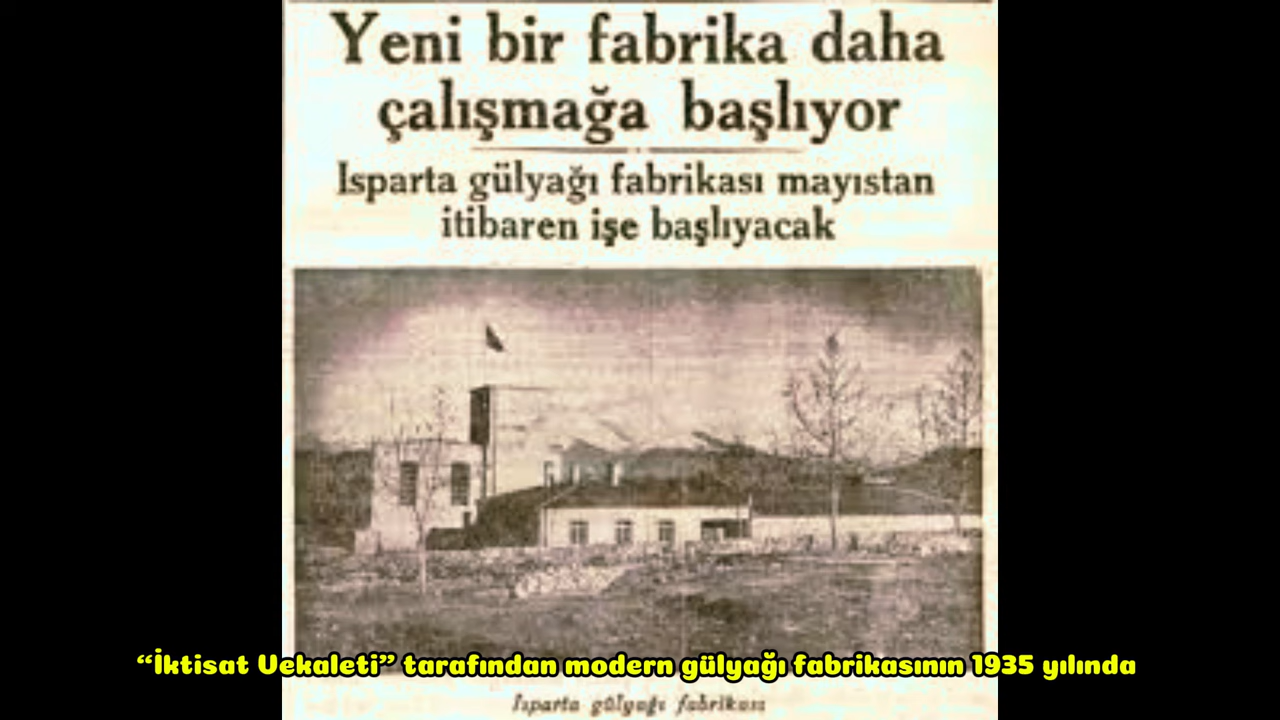 Yeni bir fabrika daha
çalışmağa başlıyor
Isparta gülyağı fabrikası mayıstan
itibaren işe başlıyacak
“İktisat Vekaleti” tarafından modern gülyağı fabrikasının 1935 yılında
Isparta gülyağı fabrikası